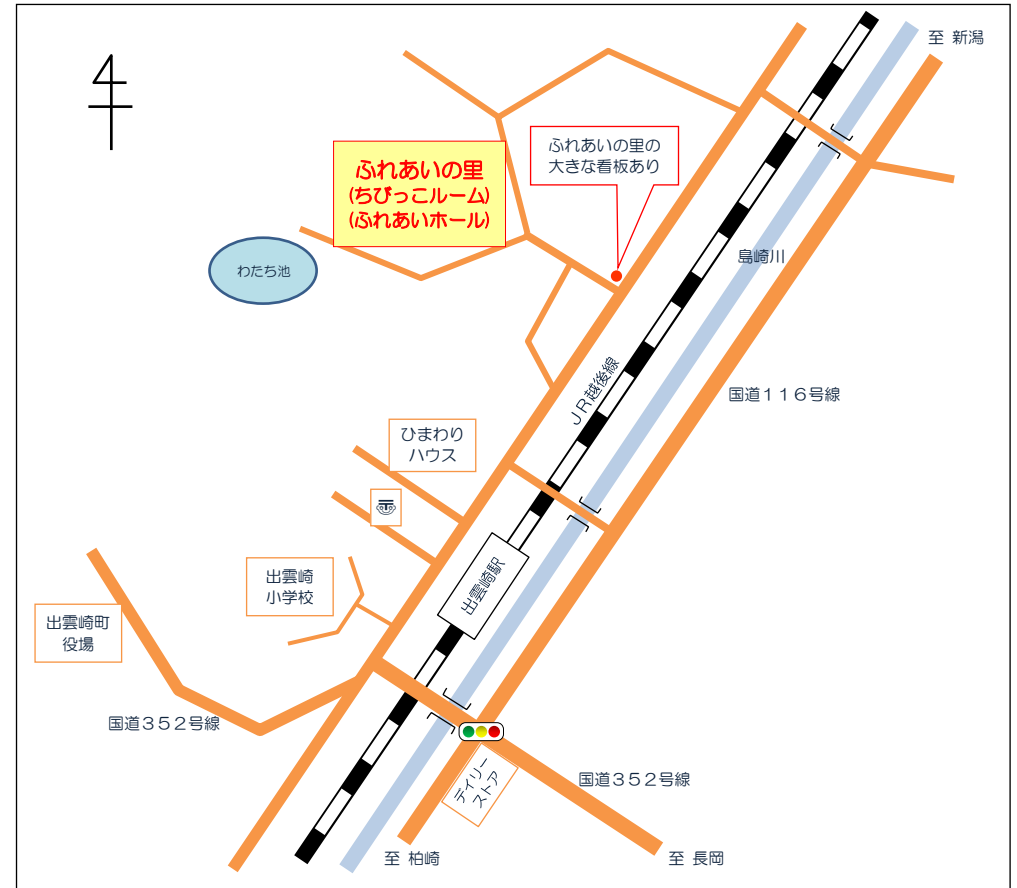 至 新潟
ふれあいの里の
大きな看板あり
ふれあいの里
(ちびっこルーム)
(ふれあいホール)
島崎川
わたち池
JR越後線
国道116号線
ひまわり
ハウス
〒
出雲崎
小学校
出雲崎駅
出雲崎町
役場
国道352号線
デイリー
ストア
国道352号線
至 柏崎
至 長岡